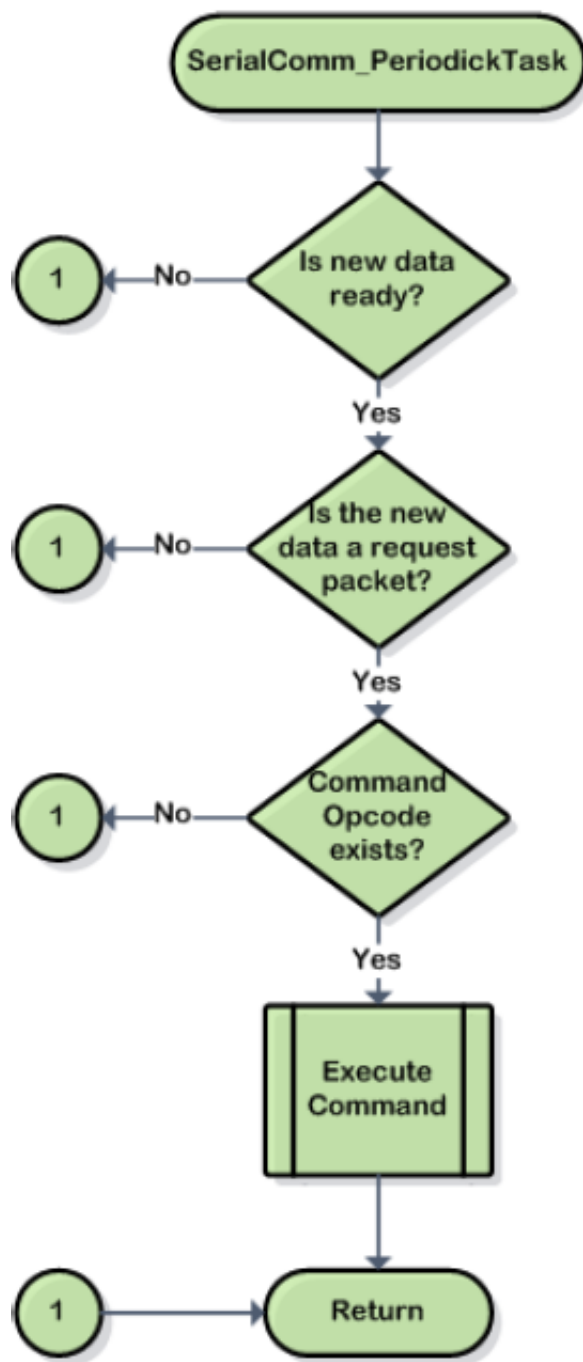 SerialComm_PeriodickTask
Is new data
ready?
No
1
Yes
Is the new
data a request
packet?
No
1
Yes
Command
Opcode
exists?
No
1
Yes
Execute
Command
1
Return